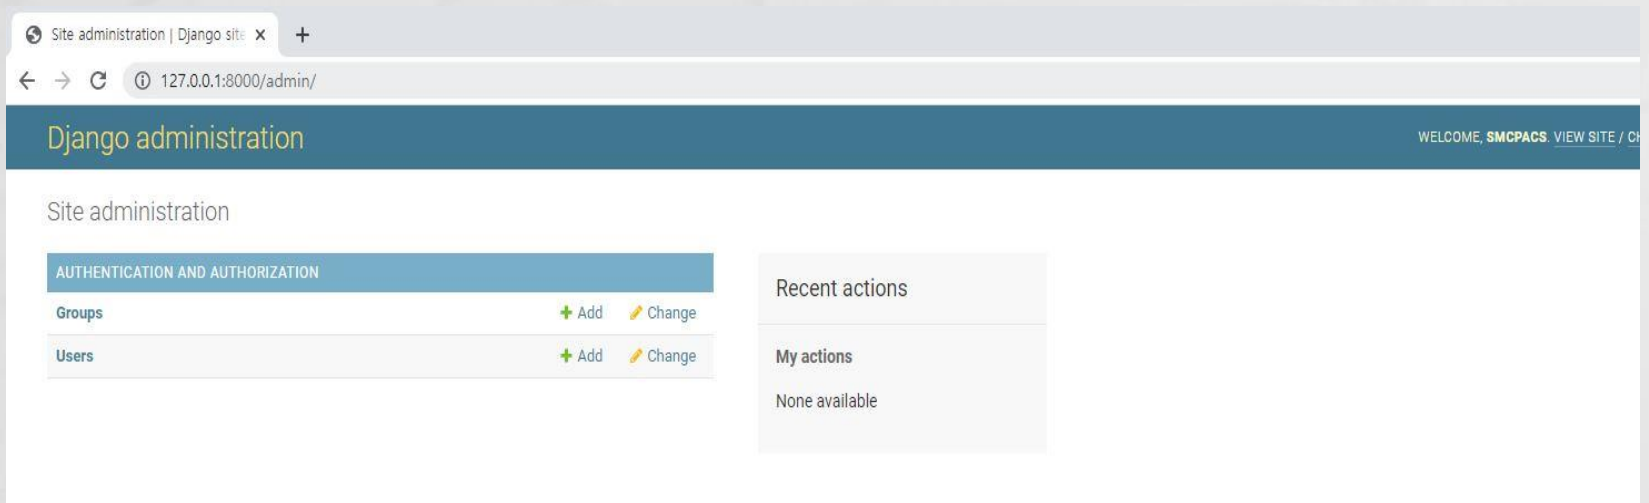 Site administration | Django site
127.0.0.1:8000/admin/
Django administration
WELCOME, SMCPACS. VIEW SITE /
Site administration
AUTHENTICATION AND AUTHORIZATION
Groups + Add Change
Users + Add Change
Recent actions
My actions
None available